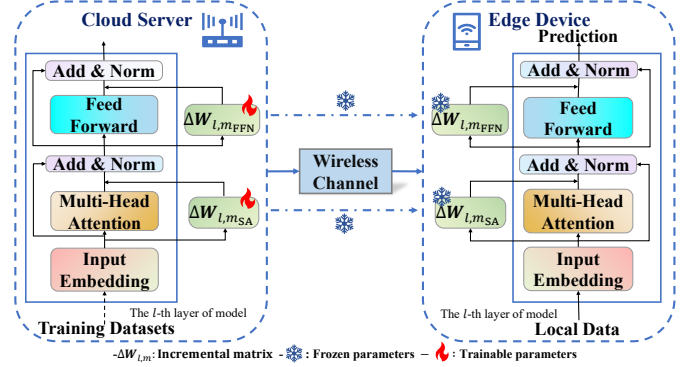 Cloud Server
Add & Norm
Feed
Forward
ΔW_{l,m_FFN}
Add & Norm
Multi-Head
Attention
ΔW_{l,m_SA}
Input
Embedding
The l-th layer of model
Training Datasets
Wireless
Channel
Edge Device
Prediction
Add & Norm
ΔW_{l,m_FFN}
Feed
Forward
Add & Norm
ΔW_{l,m_SA}
Multi-Head
Attention
Input
Embedding
The l-th layer of model
Local Data
-ΔW_{l,m}: Incremental matrix - : Frozen parameters – : Trainable parameters